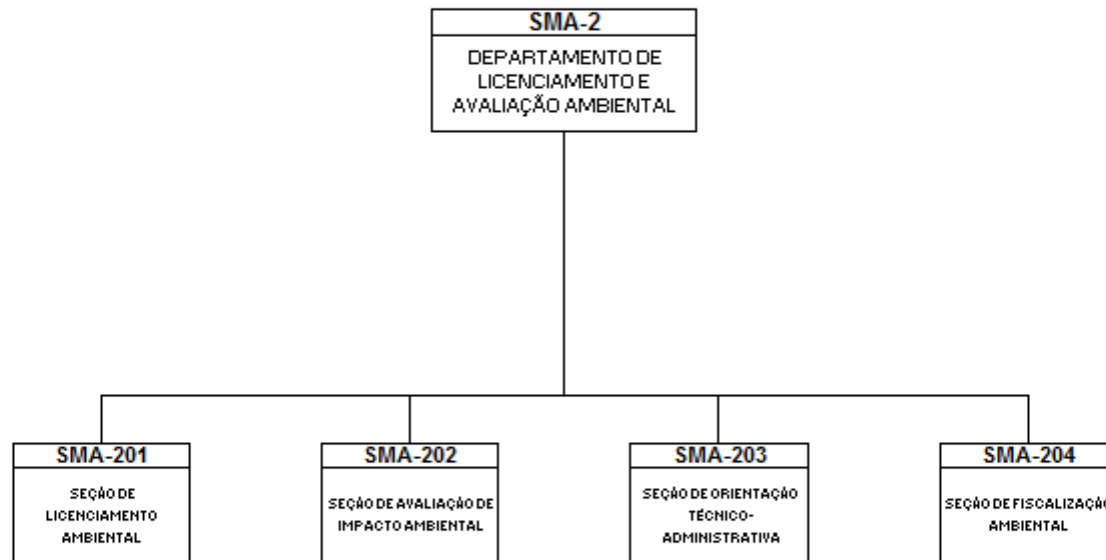 SMA-2
DEPARTAMENTO DE
LICENCIAMENTO E
AVALIAÇÃO AMBIENTAL
SMA-201
SEÇÃO DE
LICENCIAMENTO
AMBIENTAL
SMA-202
SEÇÃO DE AVALIAÇÃO DE
IMPACTO AMBIENTAL
SMA-203
SEÇÃO DE ORIENTAÇÃO
TÉCNICO-
ADMINISTRATIVA
SMA-204
SEÇÃO DE FISCALIZAÇÃO
AMBIENTAL